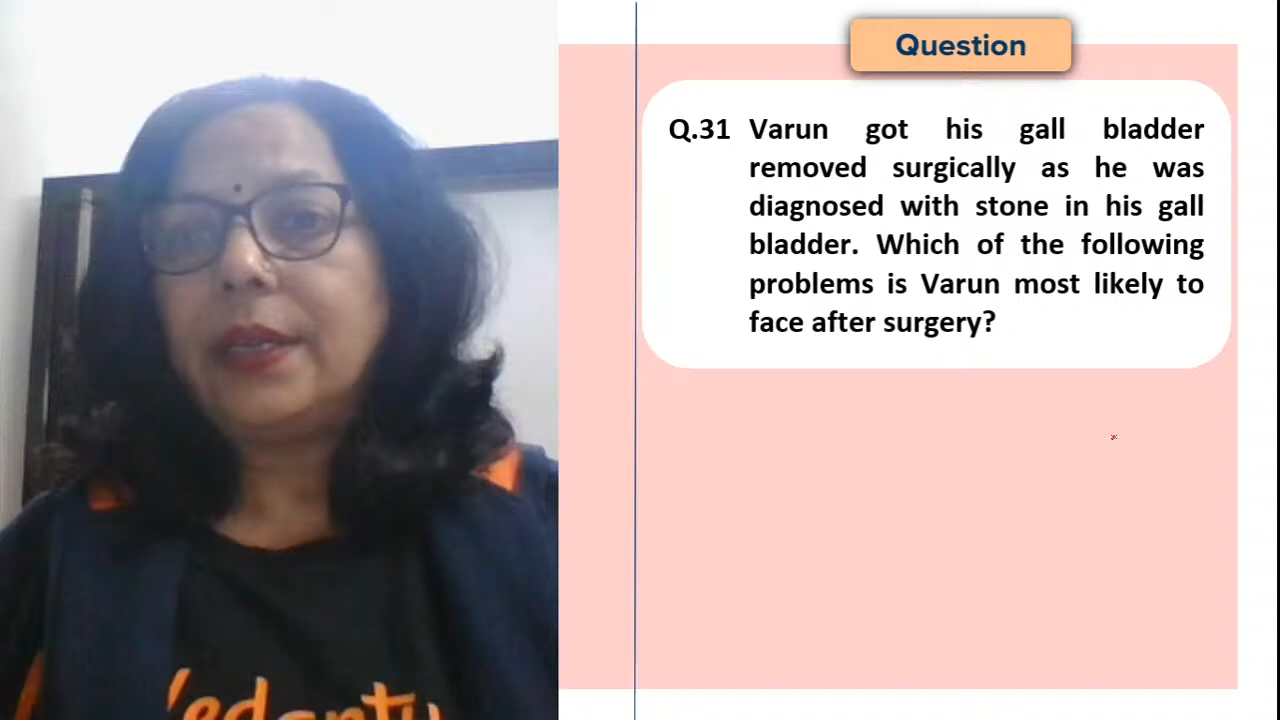 Question
Q.31 Varun got his gall bladder
removed surgically as he was
diagnosed with stone in his gall
bladder. Which of the following
problems is Varun most likely to
face after surgery?
Vedantu